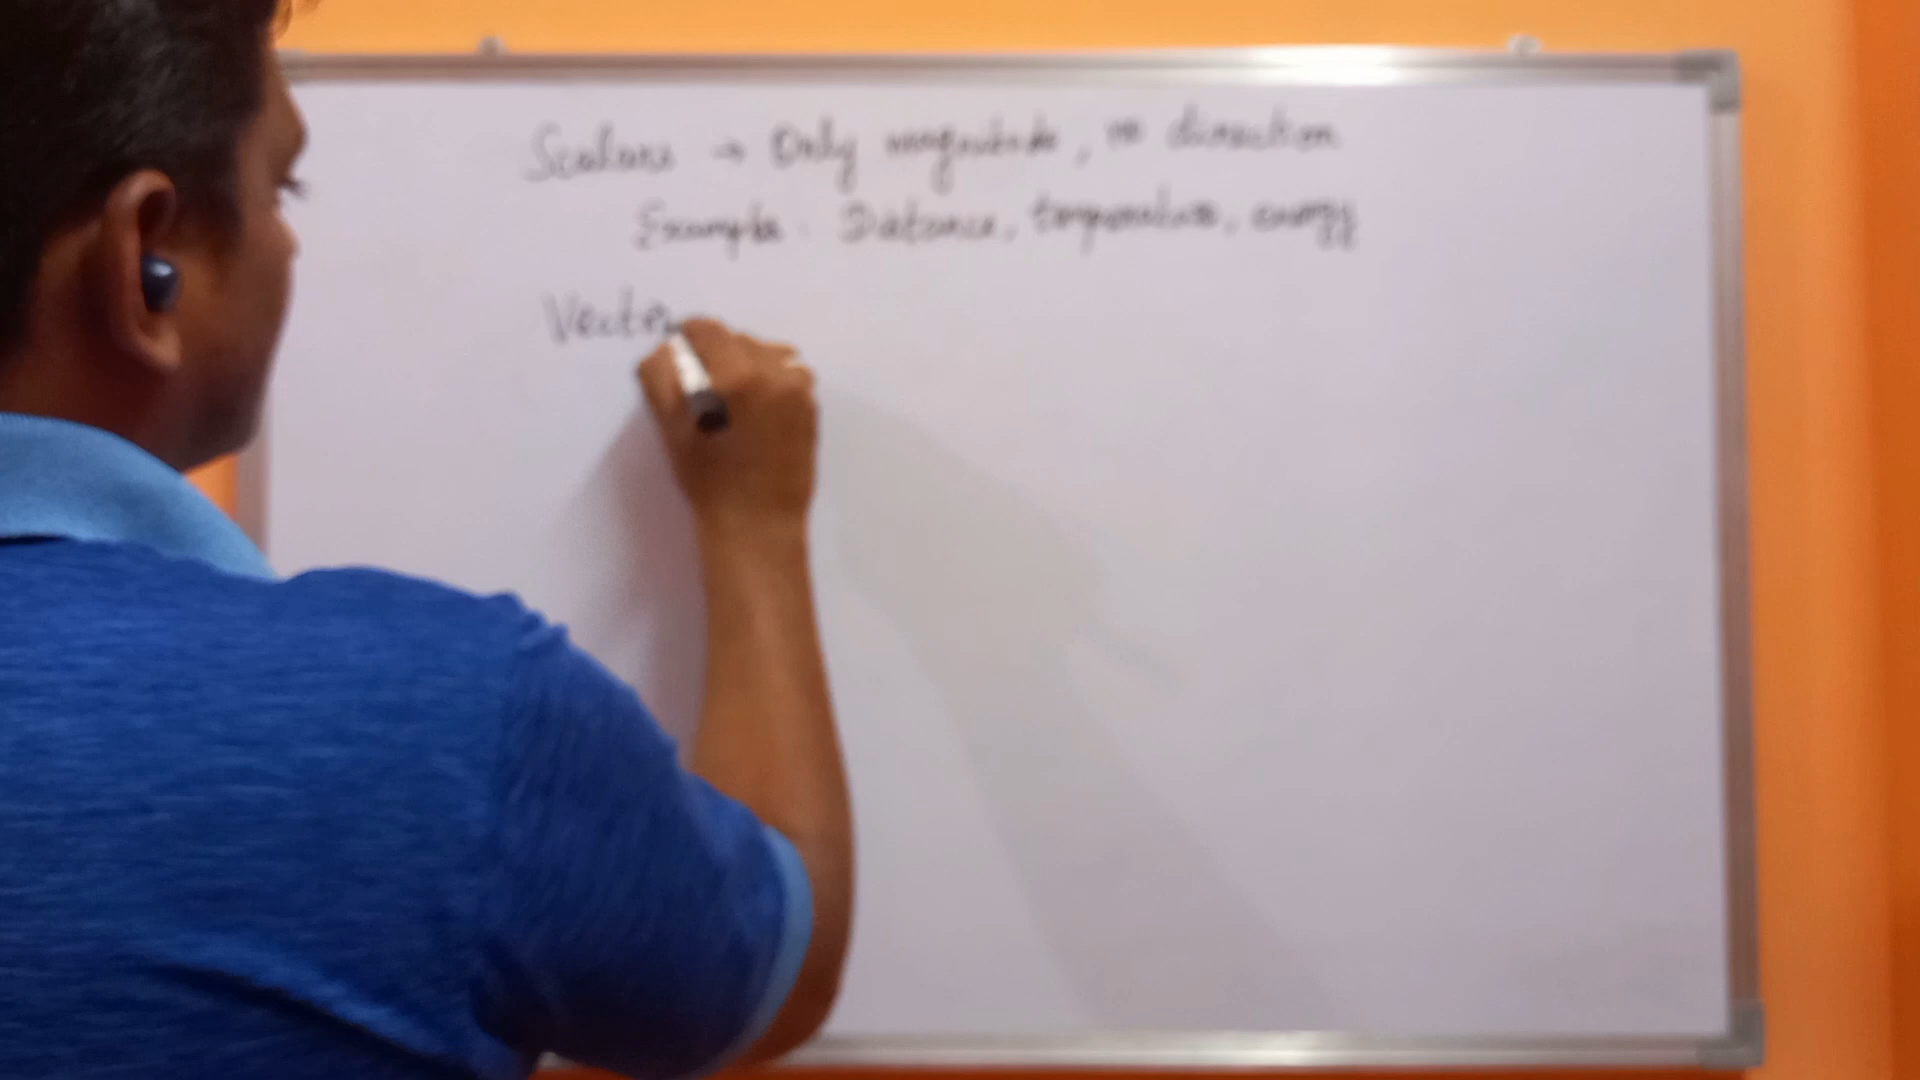 Scalars → Only magnitude, no direction
Example: Distance, temperature, energy
Vector